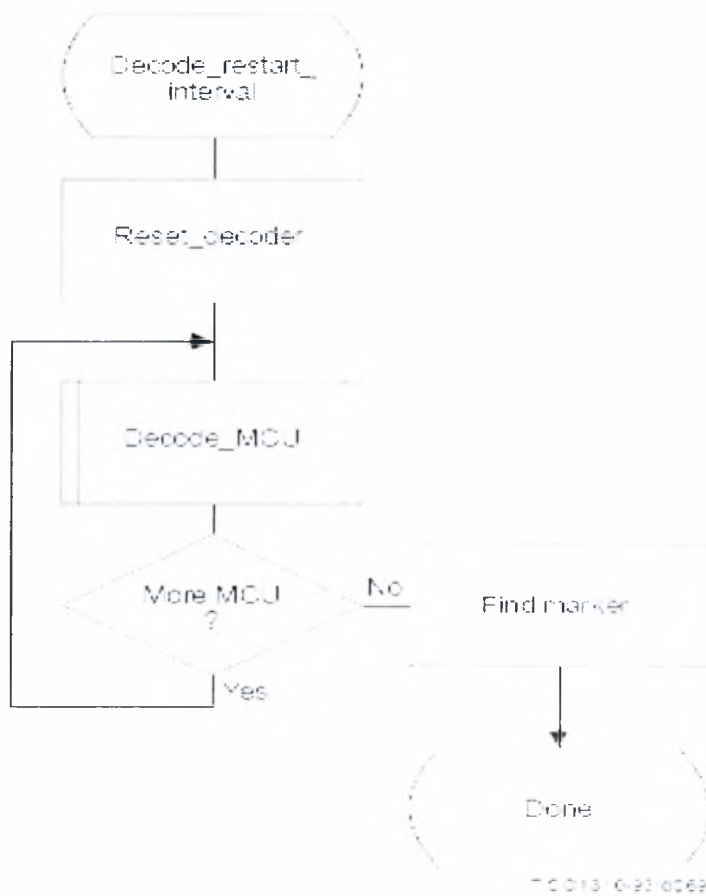 Decode_restart_
interval
Reset_decoder
Decode_MCU
More MCU
?
No
Find marker
Yes
Done